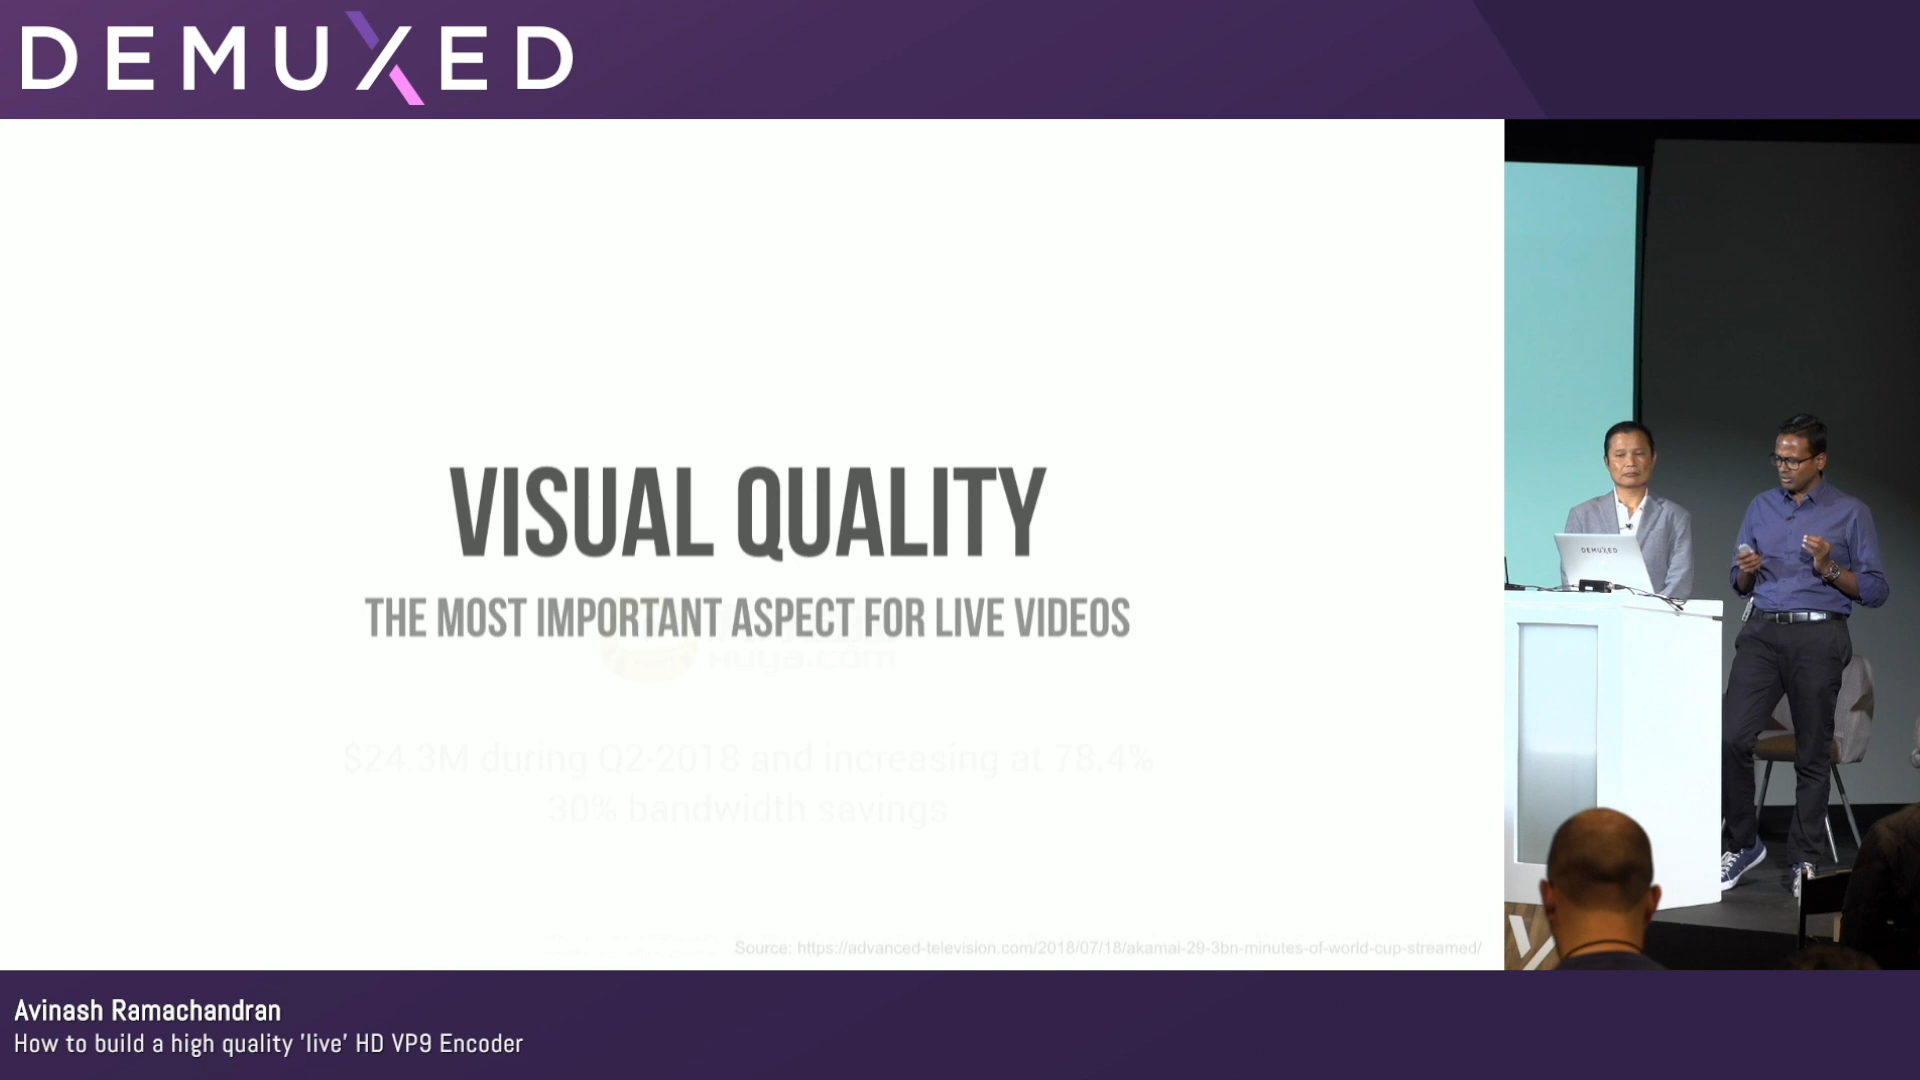 DEMUXED
VISUAL QUALITY
THE MOST IMPORTANT ASPECT FOR LIVE VIDEOS
Huya.com
$24.3M during Q2-2018 and increasing at 78.4%
30% bandwidth savings
Source: https://advanced-television.com/2018/07/18/akamai-29-3bn-minutes-of-world-cup-streamed/
DEMUXED
Avinash Ramachandran
How to build a high quality 'live' HD VP9 Encoder